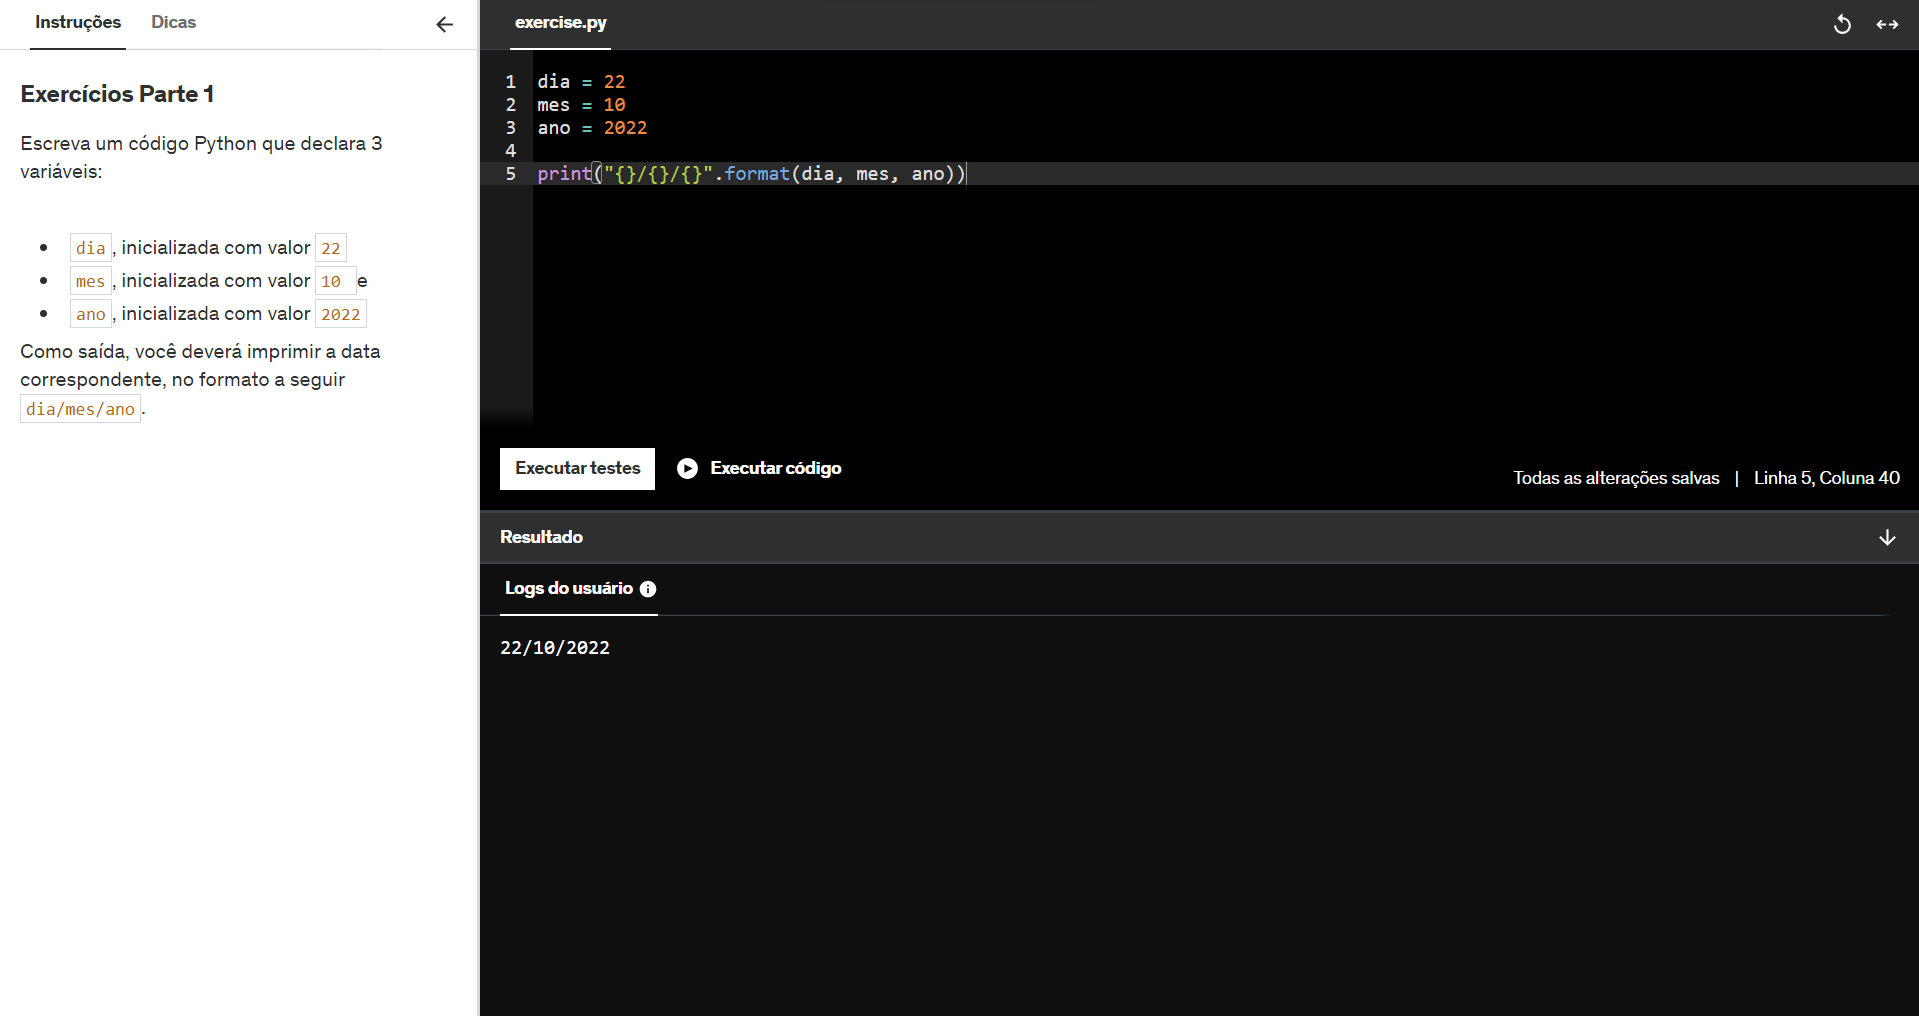 Instruções Dicas
Exercícios Parte 1
Escreva um código Python que declara 3
variáveis:
dia, inicializada com valor 22
mes, inicializada com valor 10 e
ano, inicializada com valor 2022
Como saída, você deverá imprimir a data
correspondente, no formato a seguir
dia/mes/ano.
exercise.py
1 dia = 22
2 mes = 10
3 ano = 2022
4
5 print("{}/{}/{}".format(dia, mes, ano))
Executar testes Executar código
Todas as alterações salvas | Linha 5, Coluna 40
Resultado
Logs do usuário
22/10/2022